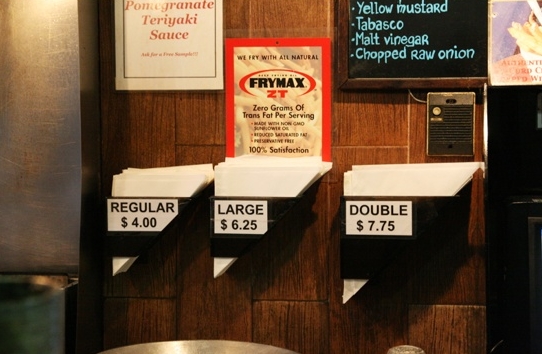 Pomegranate
Teriyaki
Sauce
Ask for a Free Sample!!!
WE FRY WITH ALL NATURAL
FRYMAX
ZT
Zero Grams Of
Trans Fat Per Serving
• MADE WITH NON GMO
SUNFLOWER OIL
• REDUCED SATURATED FAT
• PRESERVATIVE FREE
100% Satisfaction
• Yellow mustard
• Tabasco
• Malt vinegar
• Chopped raw onion
REGULAR
$ 4.00
LARGE
$ 6.25
DOUBLE
$ 7.75